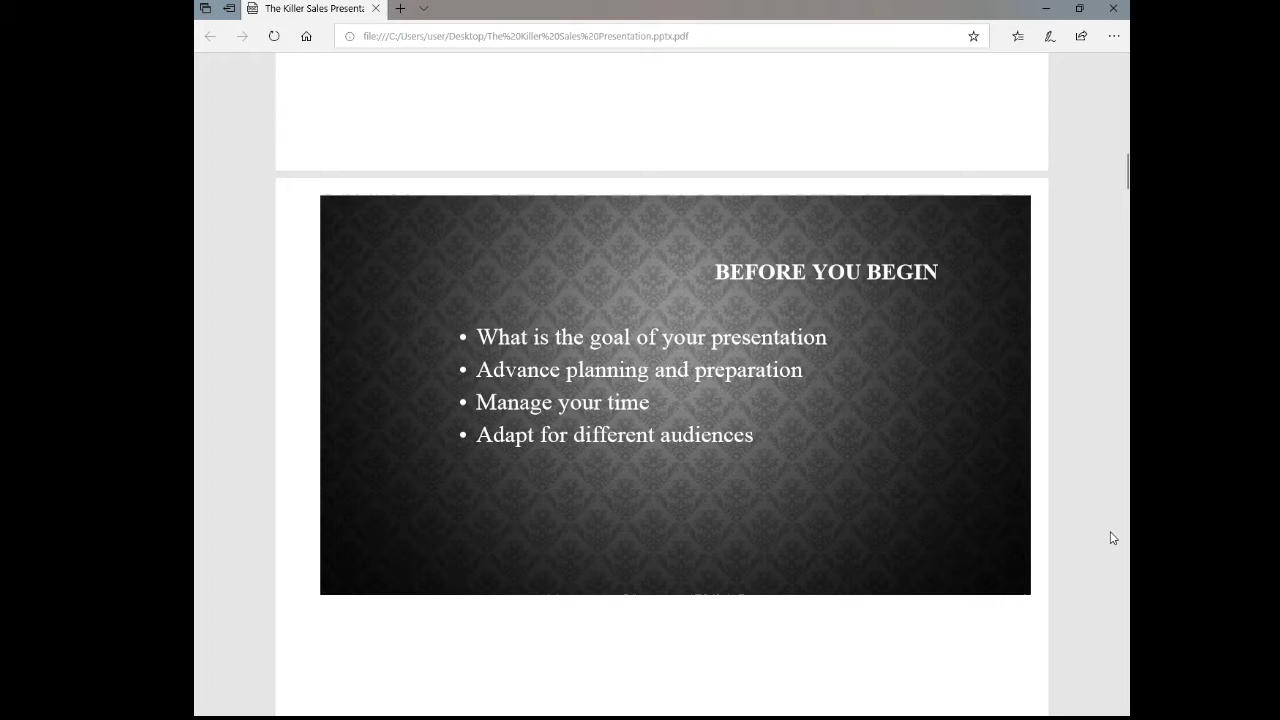 The Killer Sales Presenta
file:///C:/Users/user/Desktop/The%20Killer%20Sales%20Presentation.pptx.pdf
BEFORE YOU BEGIN
• What is the goal of your presentation
• Advance planning and preparation
• Manage your time
• Adapt for different audiences